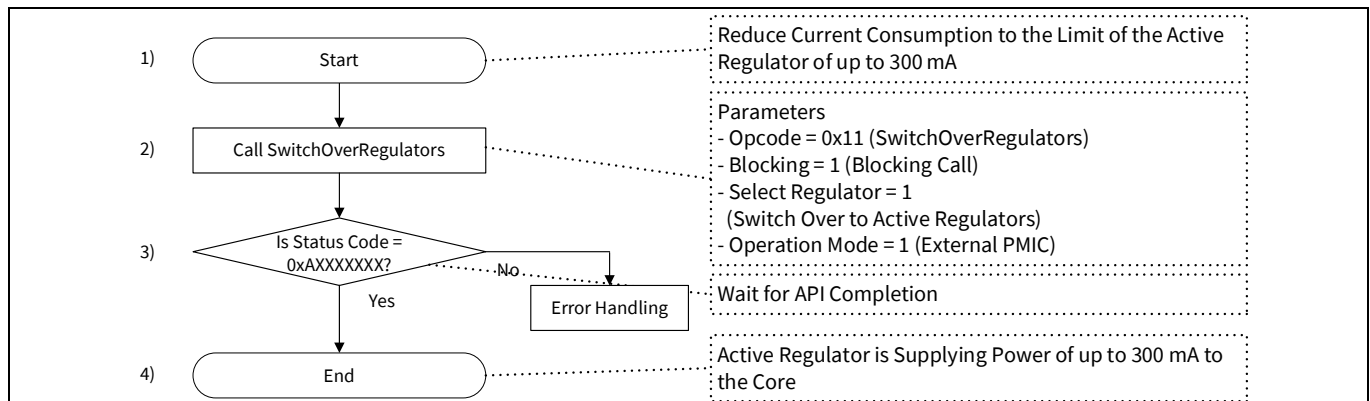 1)
Start
Reduce Current Consumption to the Limit of the Active
Regulator of up to 300 mA
2)
Call SwitchOverRegulators
Parameters
- Opcode = 0x11 (SwitchOverRegulators)
- Blocking = 1 (Blocking Call)
- Select Regulator = 1
(Switch Over to Active Regulators)
- Operation Mode = 1 (External PMIC)
3)
Is Status Code =
0xAXXXXXXX?
No
Yes
Error Handling
Wait for API Completion
4)
End
Active Regulator is Supplying Power of up to 300 mA to
the Core